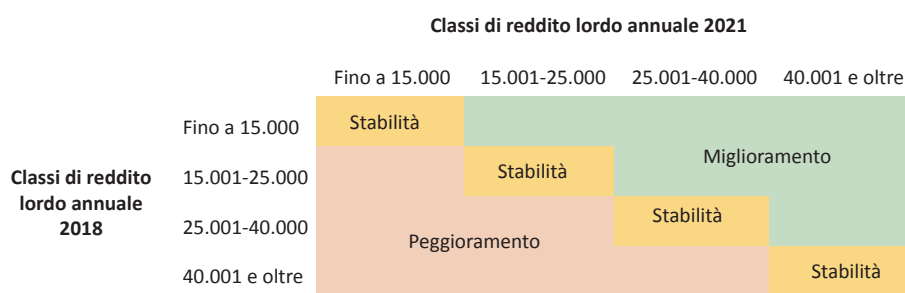 Classi di reddito lordo annuale 2021
Fino a 15.000 15.001-25.000 25.001-40.000 40.001 e oltre
Fino a 15.000 Stabilità
Miglioramento
Classi di reddito
lordo annuale
2018
15.001-25.000 Stabilità
25.001-40.000 Stabilità
Peggioramento
40.001 e oltre Stabilità